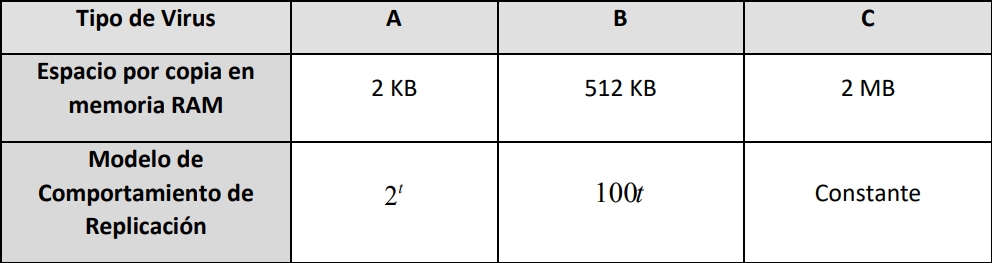 Tipo de Virus A B C
Espacio por copia en
memoria RAM
2 KB 512 KB 2 MB
Modelo de
Comportamiento de
Replicación
2^t 100t Constante